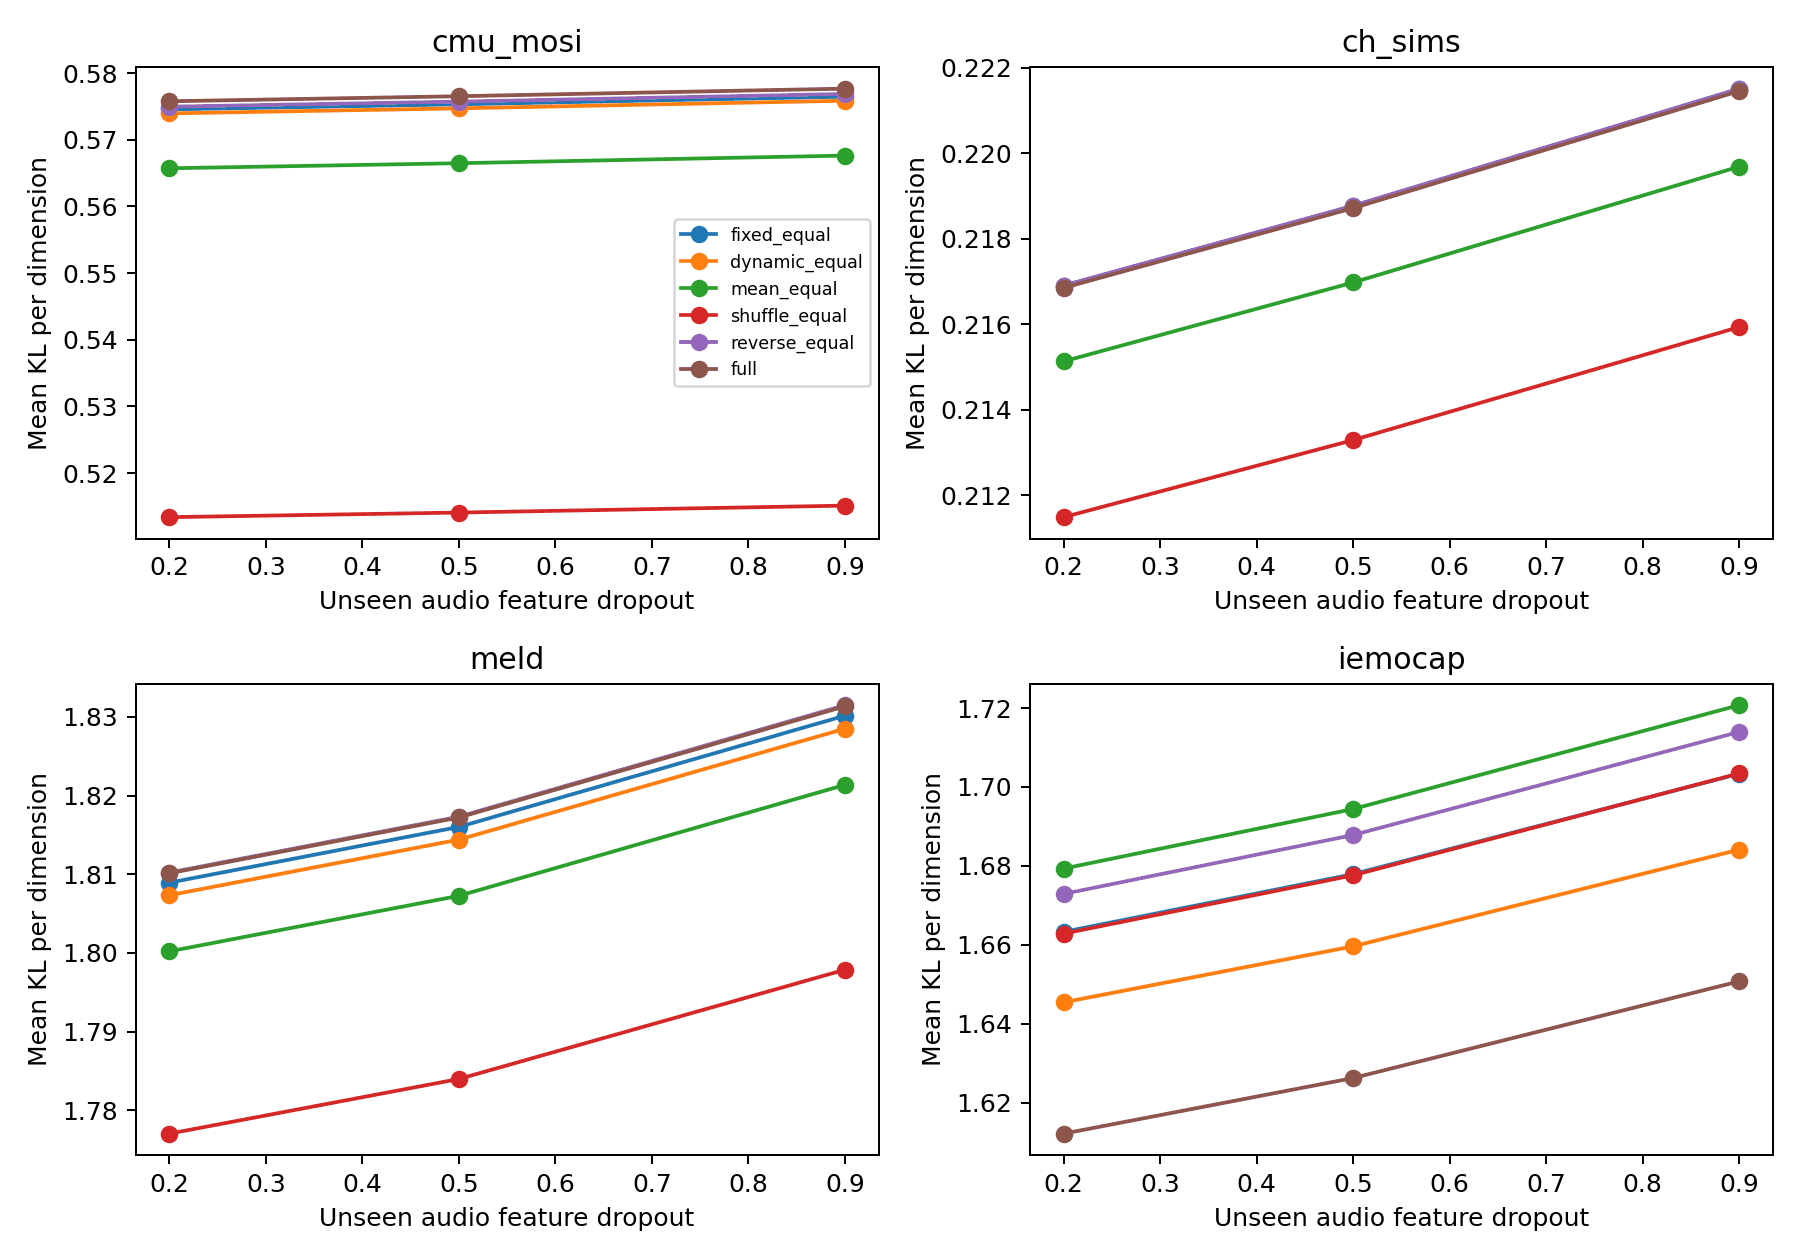 cmu_mosi
0.58
0.57
0.56
0.55
0.54
0.53
0.52
Mean KL per dimension
fixed_equal
dynamic_equal
mean_equal
shuffle_equal
reverse_equal
full
0.2 0.3 0.4 0.5 0.6 0.7 0.8 0.9
Unseen audio feature dropout
ch_sims
0.222
0.220
0.218
0.216
0.214
0.212
Mean KL per dimension
0.2 0.3 0.4 0.5 0.6 0.7 0.8 0.9
Unseen audio feature dropout
meld
1.83
1.82
1.81
1.80
1.79
1.78
Mean KL per dimension
0.2 0.3 0.4 0.5 0.6 0.7 0.8 0.9
Unseen audio feature dropout
iemocap
1.72
1.70
1.68
1.66
1.64
1.62
Mean KL per dimension
0.2 0.3 0.4 0.5 0.6 0.7 0.8 0.9
Unseen audio feature dropout